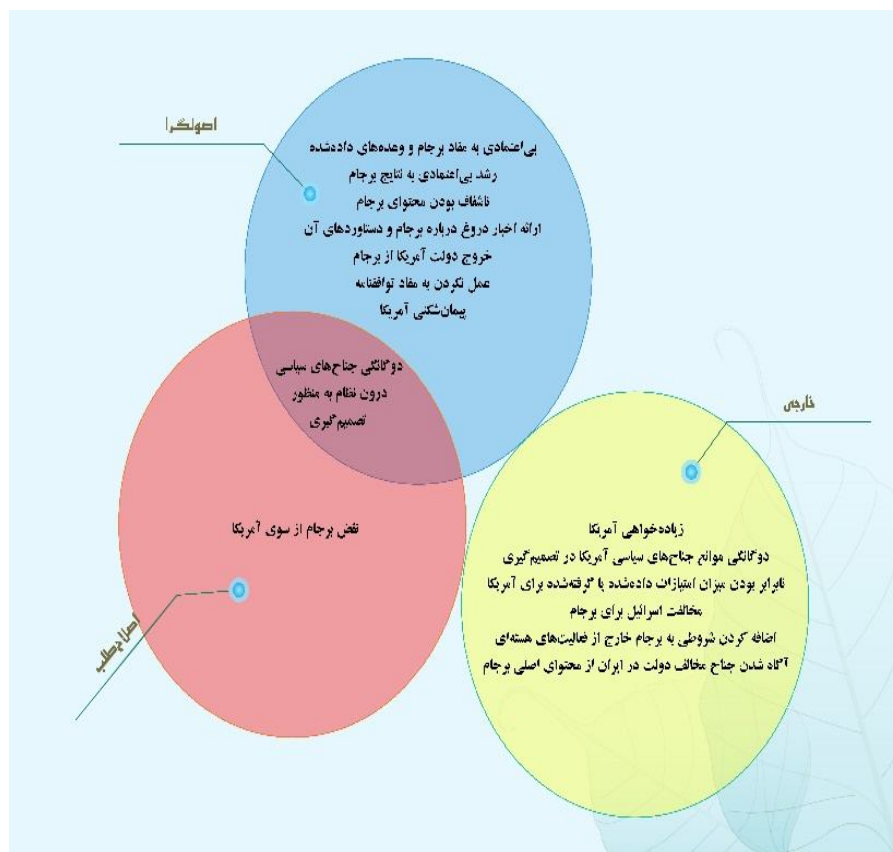 اصولگرا
بی‌اعتمادی به مفاد برجام و وعده‌های داده‌شده
رشد بی‌اعتمادی به نتایج برجام
ناشفاف بودن محتوای برجام
ارائه اخبار دروغ درباره برجام و دستاوردهای آن
خروج دولت آمریکا از برجام
عمل نکردن به مفاد توافقنامه
پیمان‌شکنی آمریکا
دوگانگی جناح‌های سیاسی
درون نظام به منظور
تصمیم‌گیری
خارجی
زیاده‌خواهی آمریکا
دوگانگی موانع جناح‌های سیاسی آمریکا در تصمیم‌گیری
نابرابر بودن میزان امتیازات داده‌شده یا گرفته‌شده برای آمریکا
مخالفت اسرائیل برای برجام
اضافه کردن شروطی به برجام خارج از فعالیت‌های هسته‌ای
آگاه شدن جناح مخالف دولت در ایران از محتوای اصلی برجام
نقض برجام از سوی آمریکا
اصلاح‌طلب